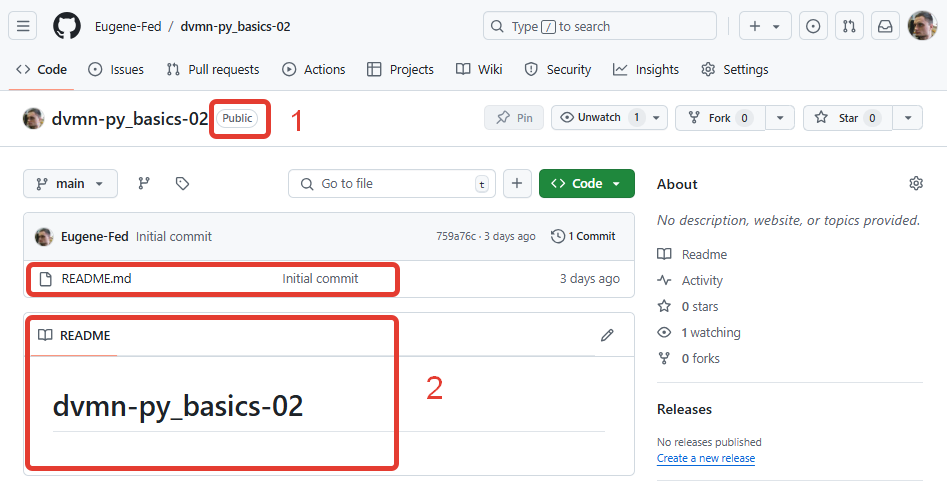 Eugene-Fed / dvmn-py_basics-02
Type / to search
Code Issues Pull requests Actions Projects Wiki Security Insights Settings
dvmn-py_basics-02 Public 1
Pin Unwatch 1 Fork 0 Star 0
main Go to file t Code
About
No description, website, or topics provided.
Eugene-Fed Initial commit 759a76c · 3 days ago 1 Commit
README.md Initial commit 3 days ago
Readme
Activity
0 stars
1 watching
0 forks
README
dvmn-py_basics-02
2
Releases
No releases published
Create a new release